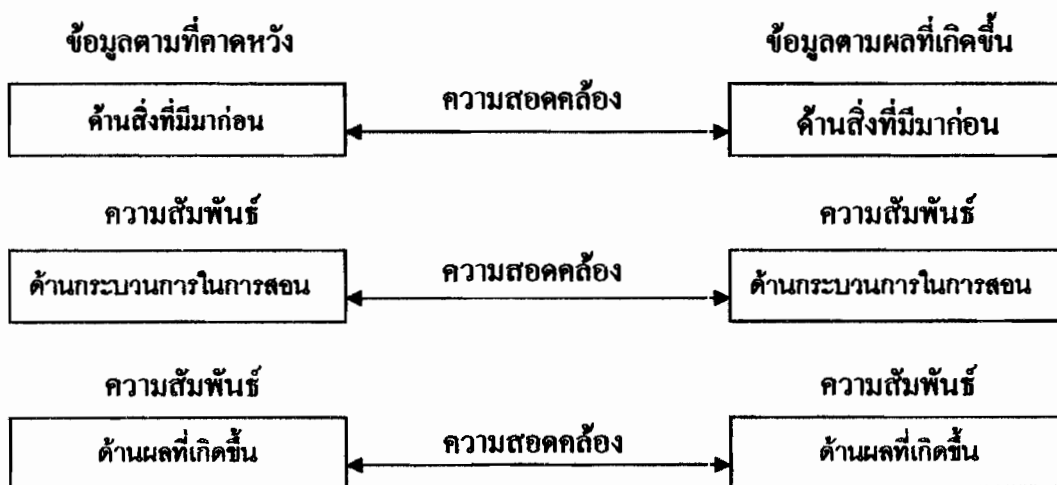 ข้อมูลตามที่คาดหวัง ข้อมูลตามผลที่เกิดขึ้น
ด้านสิ่งที่มีมาก่อน ความสอดคล้อง ด้านสิ่งที่มีมาก่อน
ความสัมพันธ์ ความสัมพันธ์
ด้านกระบวนการในการสอน ความสอดคล้อง ด้านกระบวนการในการสอน
ความสัมพันธ์ ความสัมพันธ์
ด้านผลที่เกิดขึ้น ความสอดคล้อง ด้านผลที่เกิดขึ้น